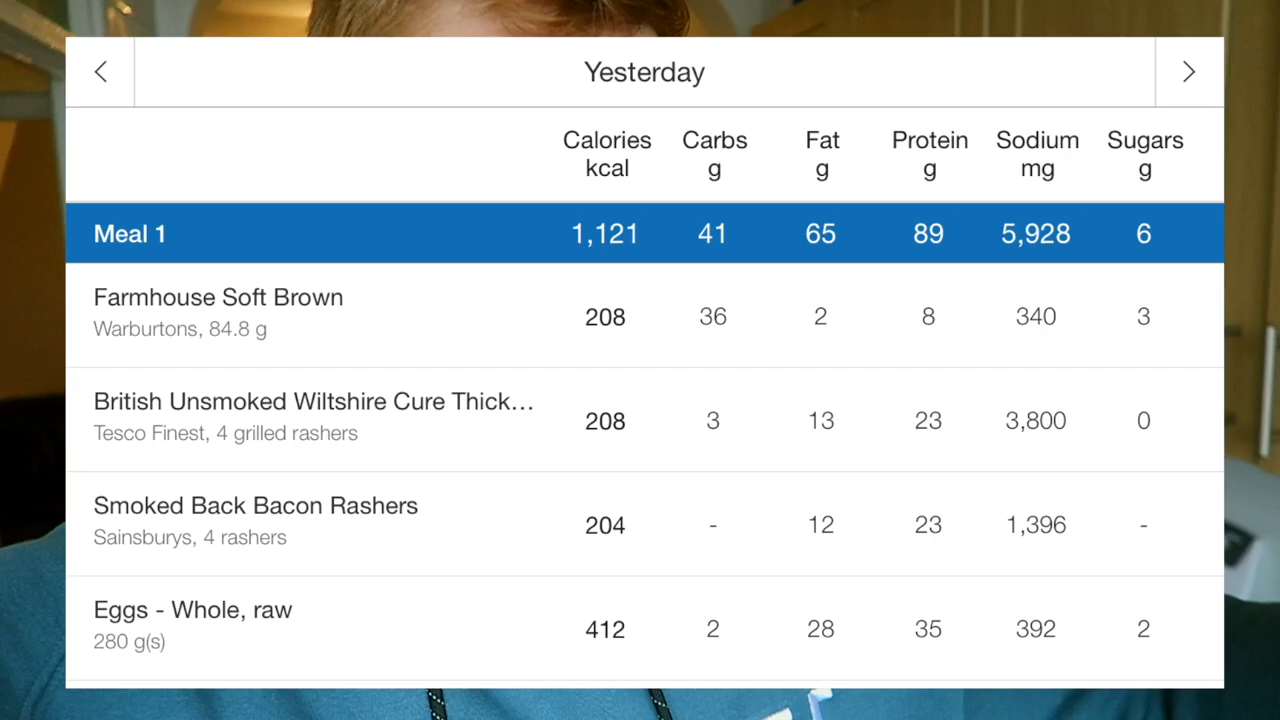 Yesterday
Calories Carbs Fat Protein Sodium Sugars
kcal g g g mg g
Meal 1 1,121 41 65 89 5,928 6
Farmhouse Soft Brown
Warburtons, 84.8 g
208 36 2 8 340 3
British Unsmoked Wiltshire Cure Thick...
Tesco Finest, 4 grilled rashers
208 3 13 23 3,800 0
Smoked Back Bacon Rashers
Sainsburys, 4 rashers
204 - 12 23 1,396 -
Eggs - Whole, raw
280 g(s)
412 2 28 35 392 2